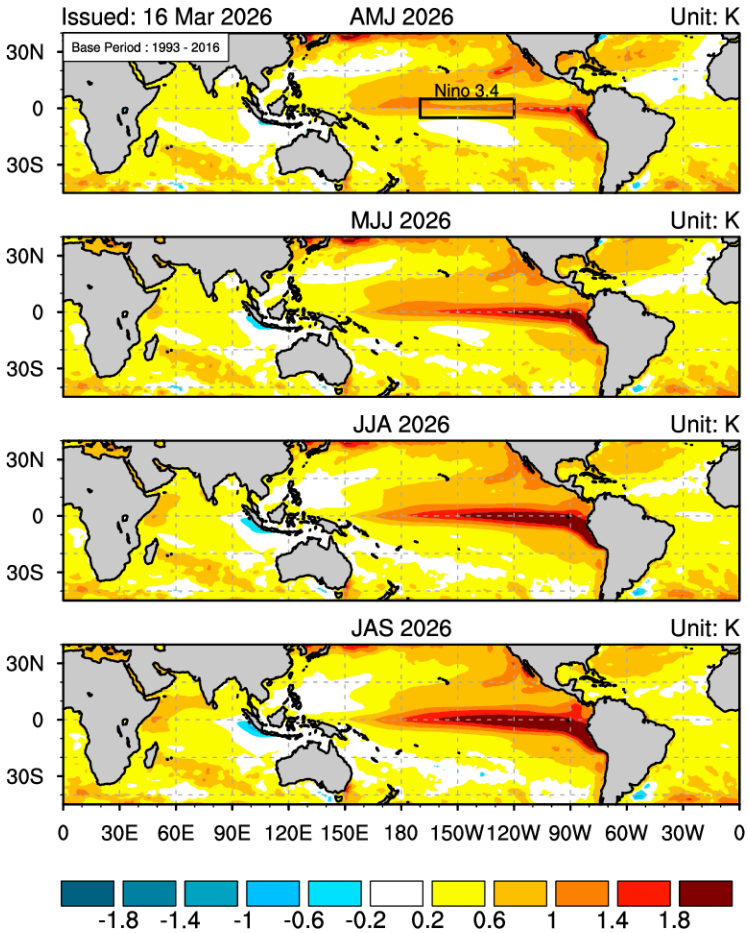 Issued: 16 Mar 2026 AMJ 2026 Unit: K
30N Base Period : 1993 - 2016
Nino 3.4
0
30S
MJJ 2026 Unit: K
30N
0
30S
JJA 2026 Unit: K
30N
0
30S
JAS 2026 Unit: K
30N
0
30S
0 30E 60E 90E 120E 150E 180 150W 120W 90W 60W 30W 0
-1.8 -1.4 -1 -0.6 -0.2 0.2 0.6 1 1.4 1.8